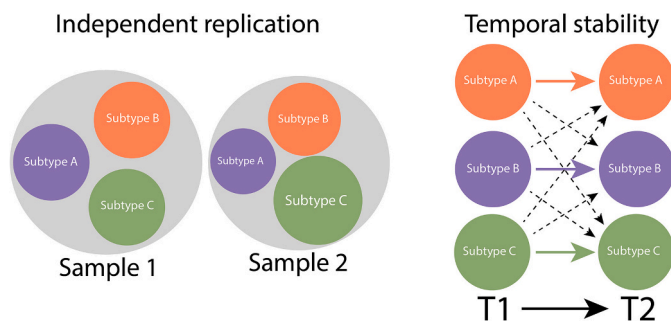 Independent replication
Subtype B
Subtype A
Subtype C
Sample 1
Subtype B
Subtype A
Subtype C
Sample 2
Temporal stability
Subtype A
Subtype A
Subtype B
Subtype B
Subtype C
Subtype C
T1
T2